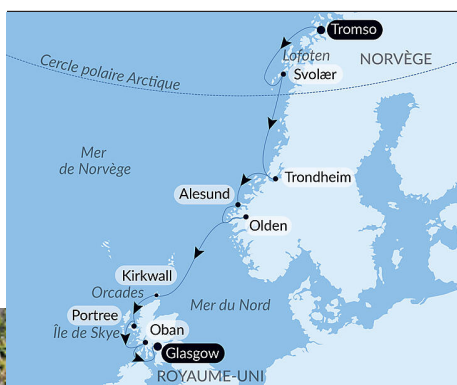 Tromso
Lofoten
NORVÈGE
Cercle polaire Arctique
Svolær
Mer
de Norvège
Trondheim
Alesund
Olden
Kirkwall
Orcades
Mer du Nord
Portree
Île de Skye
Oban
Glasgow
ROYAUME-UNI